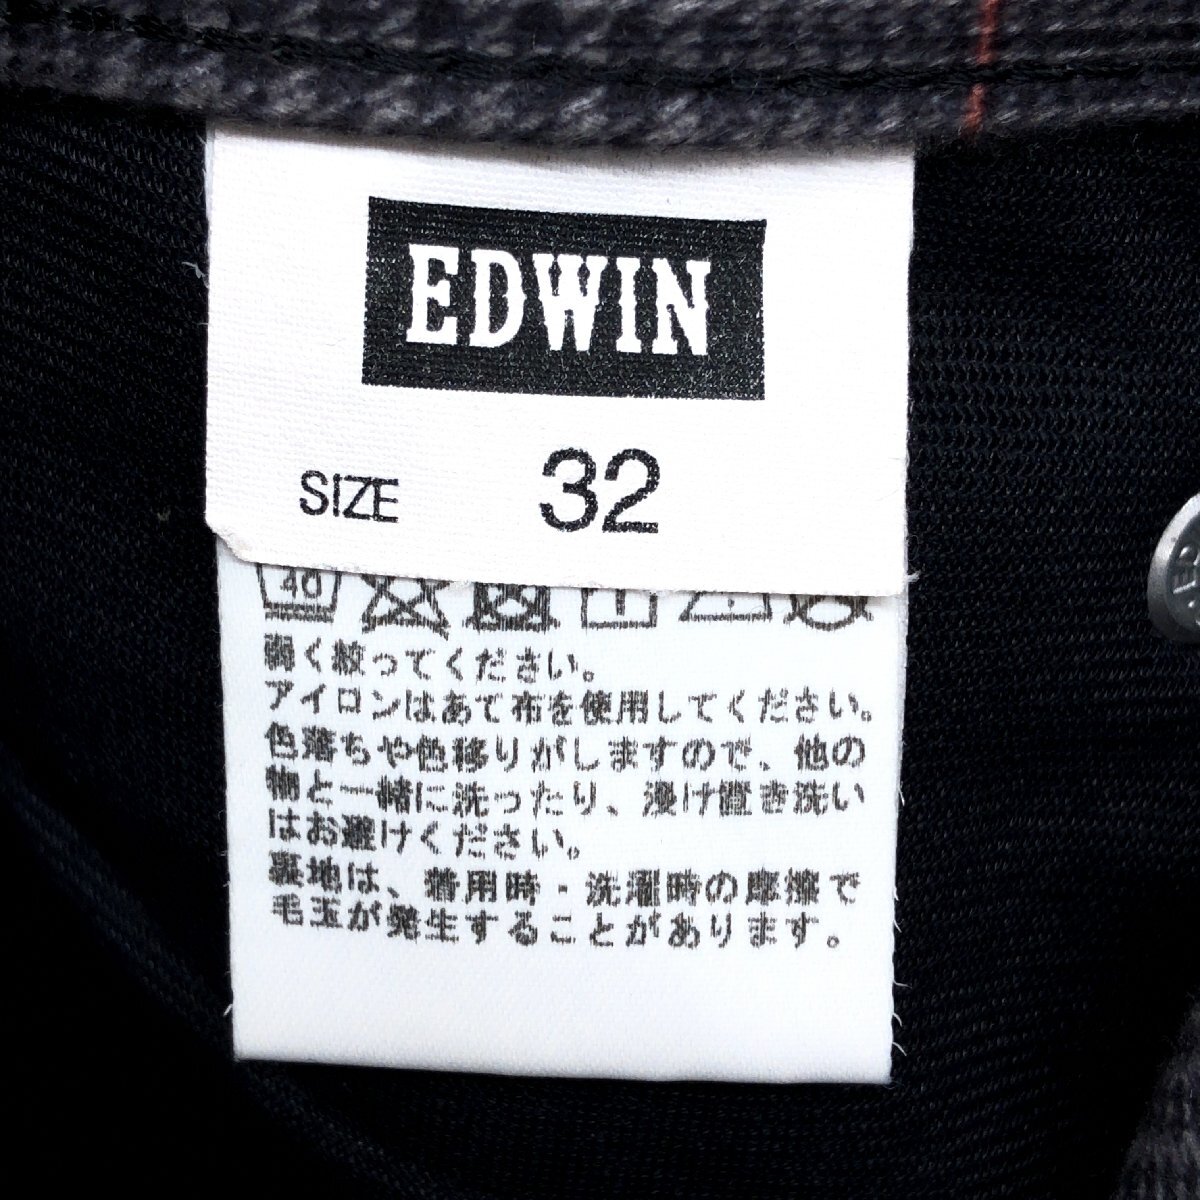 EDWIN
SIZE 32
40
弱く絞ってください。
アイロンはあて布を使用してください。
色落ちや色移りがしますので、他の
物と一緒に洗ったり、浸け置き洗い
はお避けください。
裏地は、着用時・洗濯時の摩擦で
毛玉が発生することがあります。